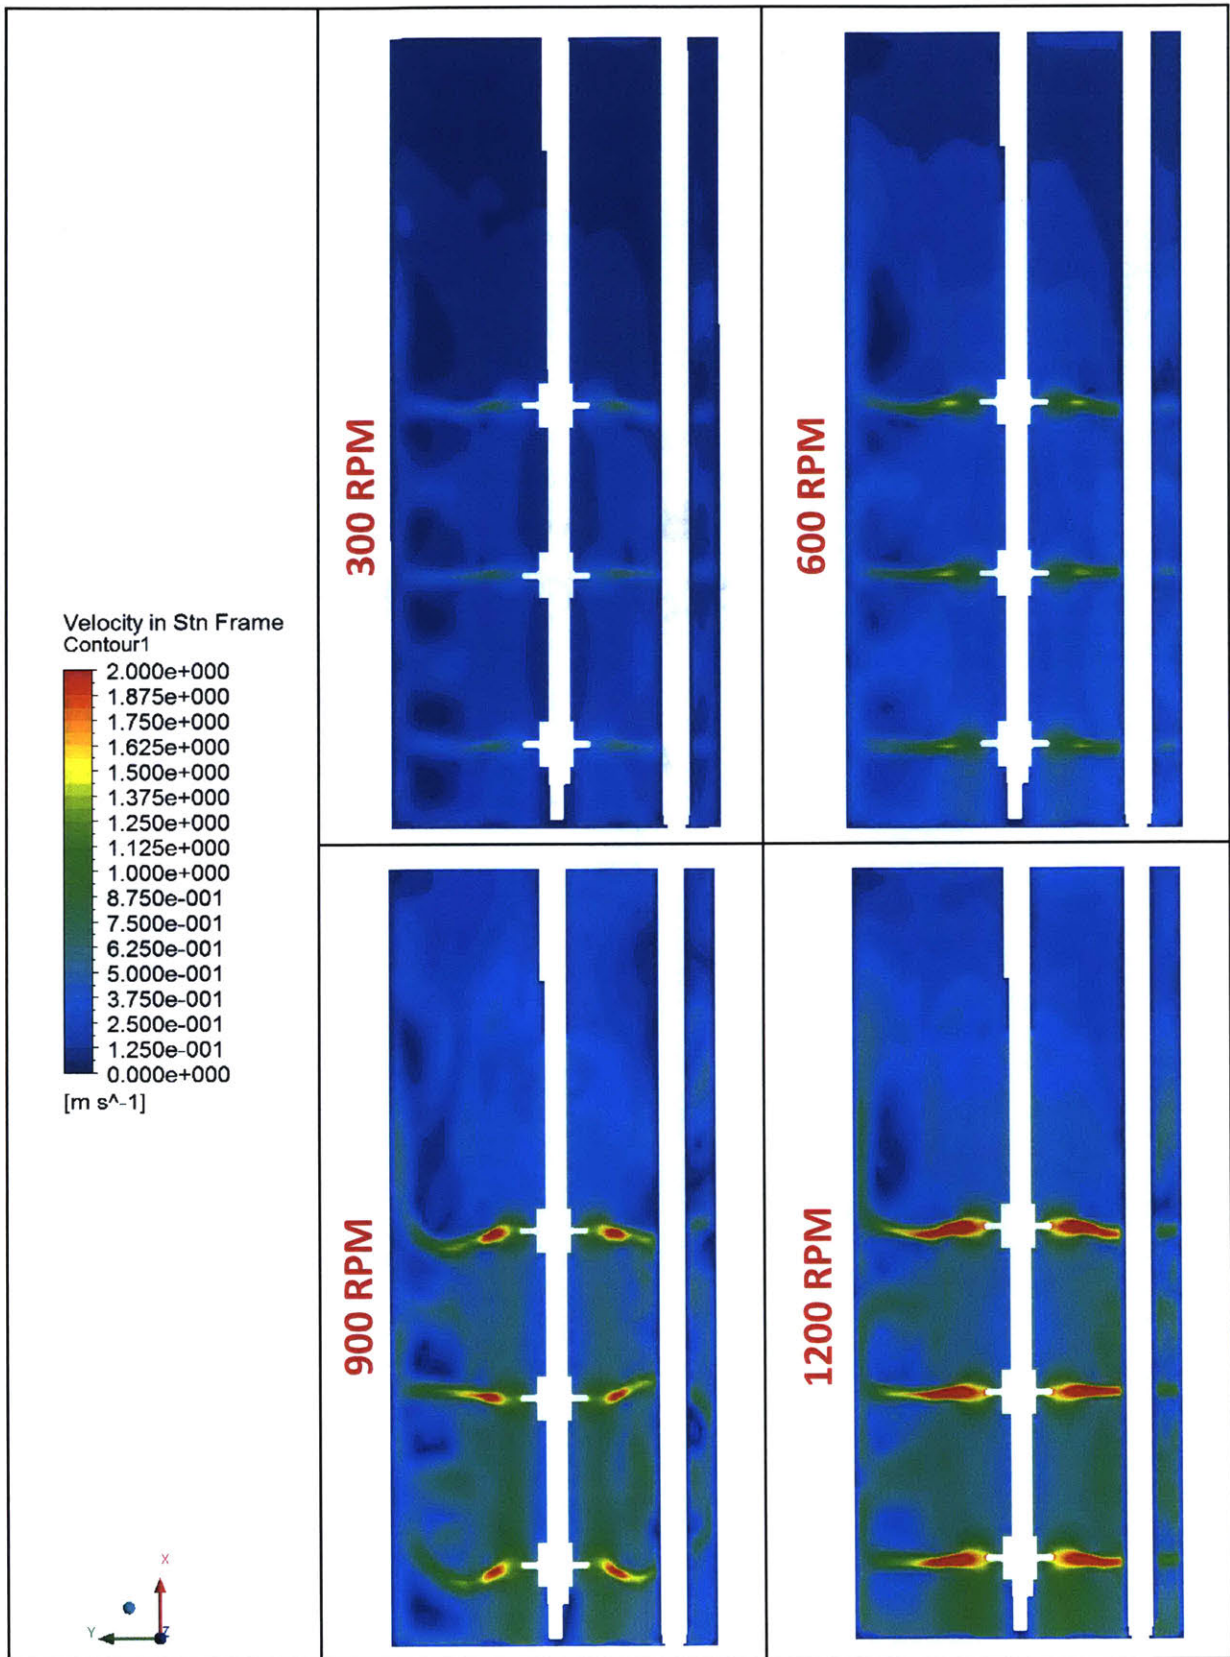 300 RPM
600 RPM
Velocity in Stn Frame
Contour1
2.000e+000
1.875e+000
1.750e+000
1.625e+000
1.500e+000
1.375e+000
1.250e+000
1.125e+000
1.000e+000
8.750e-001
7.500e-001
6.250e-001
5.000e-001
3.750e-001
2.500e-001
1.250e-001
0.000e+000
[m s^-1]
900 RPM
1200 RPM
X
Y
Z